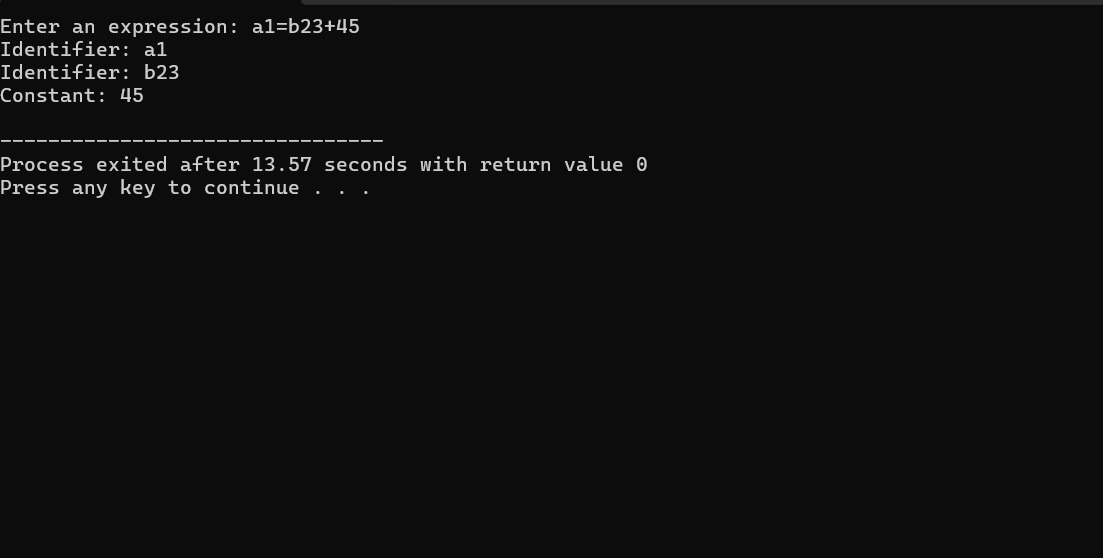 Enter an expression: a1=b23+45
Identifier: a1
Identifier: b23
Constant: 45
--------------------------------
Process exited after 13.57 seconds with return value 0
Press any key to continue . . .